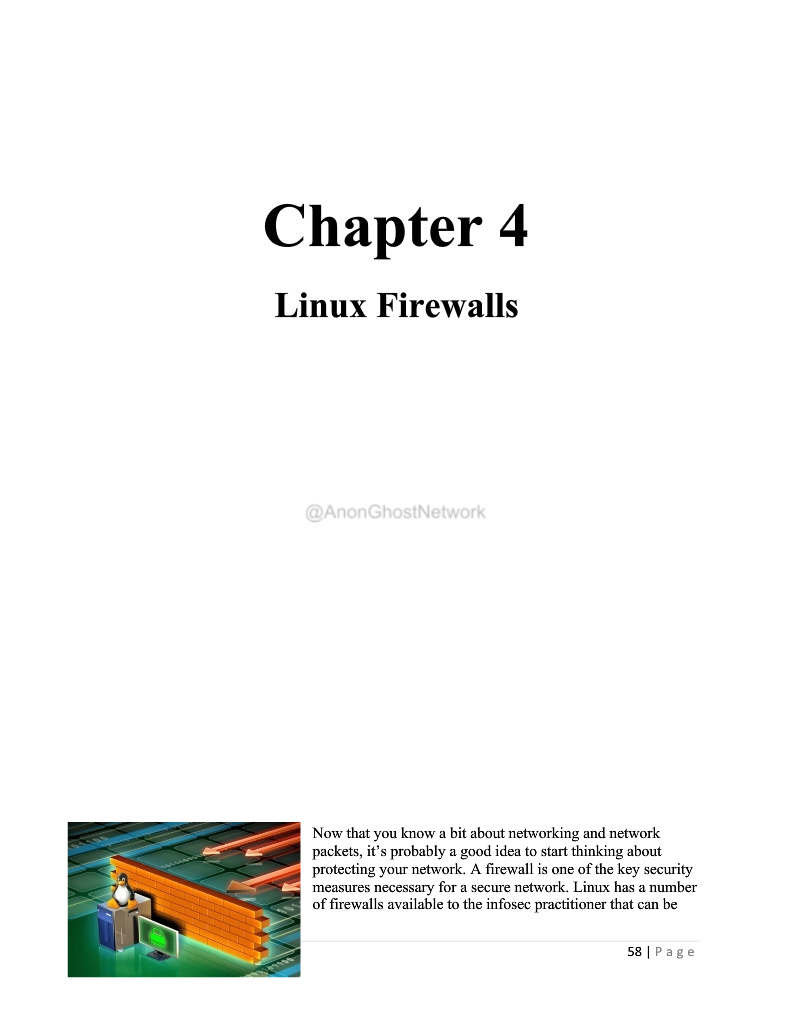 Chapter 4
Linux Firewalls
@AnonGhostNetwork
Now that you know a bit about networking and network
packets, it’s probably a good idea to start thinking about
protecting your network. A firewall is one of the key security
measures necessary for a secure network. Linux has a number
of firewalls available to the infosec practitioner that can be
58 | P a g e